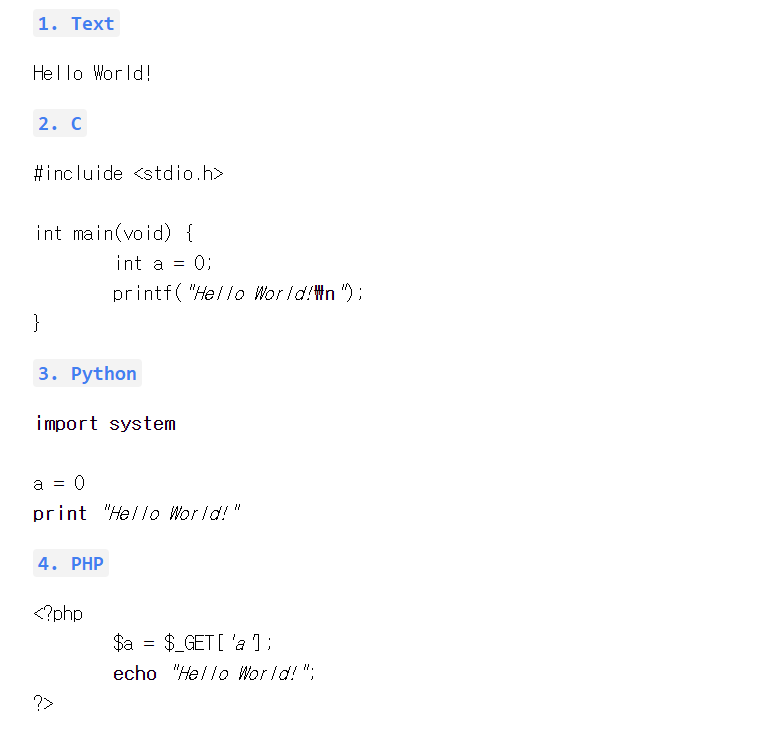 1. Text
Hello World!
2. C
#incluide <stdio.h>
int main(void) {
int a = 0;
printf("Hello World!₩n");
}
3. Python
import system
a = 0
print "Hello World!"
4. PHP
<?php
$a = $_GET['a'];
echo "Hello World!";
?>